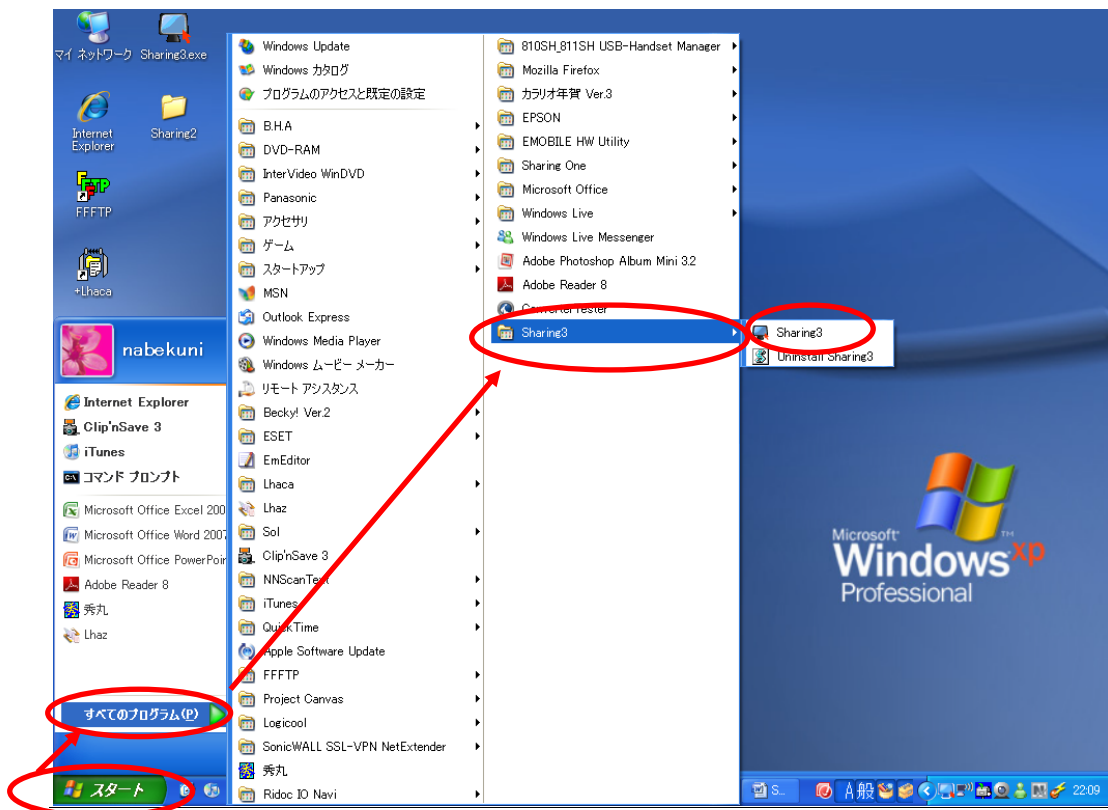 マイ ネットワーク
Sharing3.exe
Internet Explorer
Sharing2
FFFTP
+Lhaca
nabekuni
Internet Explorer
Clip'nSave 3
iTunes
コマンド プロンプト
Microsoft Office Excel 200
Microsoft Office Word 2007
Microsoft Office PowerPoin
Adobe Reader 8
秀丸
Lhaz
すべてのプログラム(P)
スタート
Windows Update
Windows カタログ
プログラムのアクセスと既定の設定
B.H.A
DVD-RAM
InterVideo WinDVD
Panasonic
アクセサリ
ゲーム
スタートアップ
MSN
Outlook Express
Windows Media Player
Windows ムービー メーカー
リモート アシスタンス
Becky! Ver.2
ESET
EmEditor
Lhaca
Lhaz
Sol
Clip'nSave 3
NNScanText
iTunes
QuickTime
Apple Software Update
FFFTP
Project Canvas
Logicool
SonicWALL SSL-VPN NetExtender
秀丸
Ridoc IO Navi
810SH_811SH USB-Handset Manager
Mozilla Firefox
カラリオ年賀 Ver.3
EPSON
EMOBILE HW Utility
Sharing One
Microsoft Office
Windows Live
Windows Live Messenger
Adobe Photoshop Album Mini 3.2
Adobe Reader 8
ConverterTester
Sharing3
Sharing3
Uninstall Sharing3
Microsoft
Windows xp
TM
Professional
S...
A 般
22:09